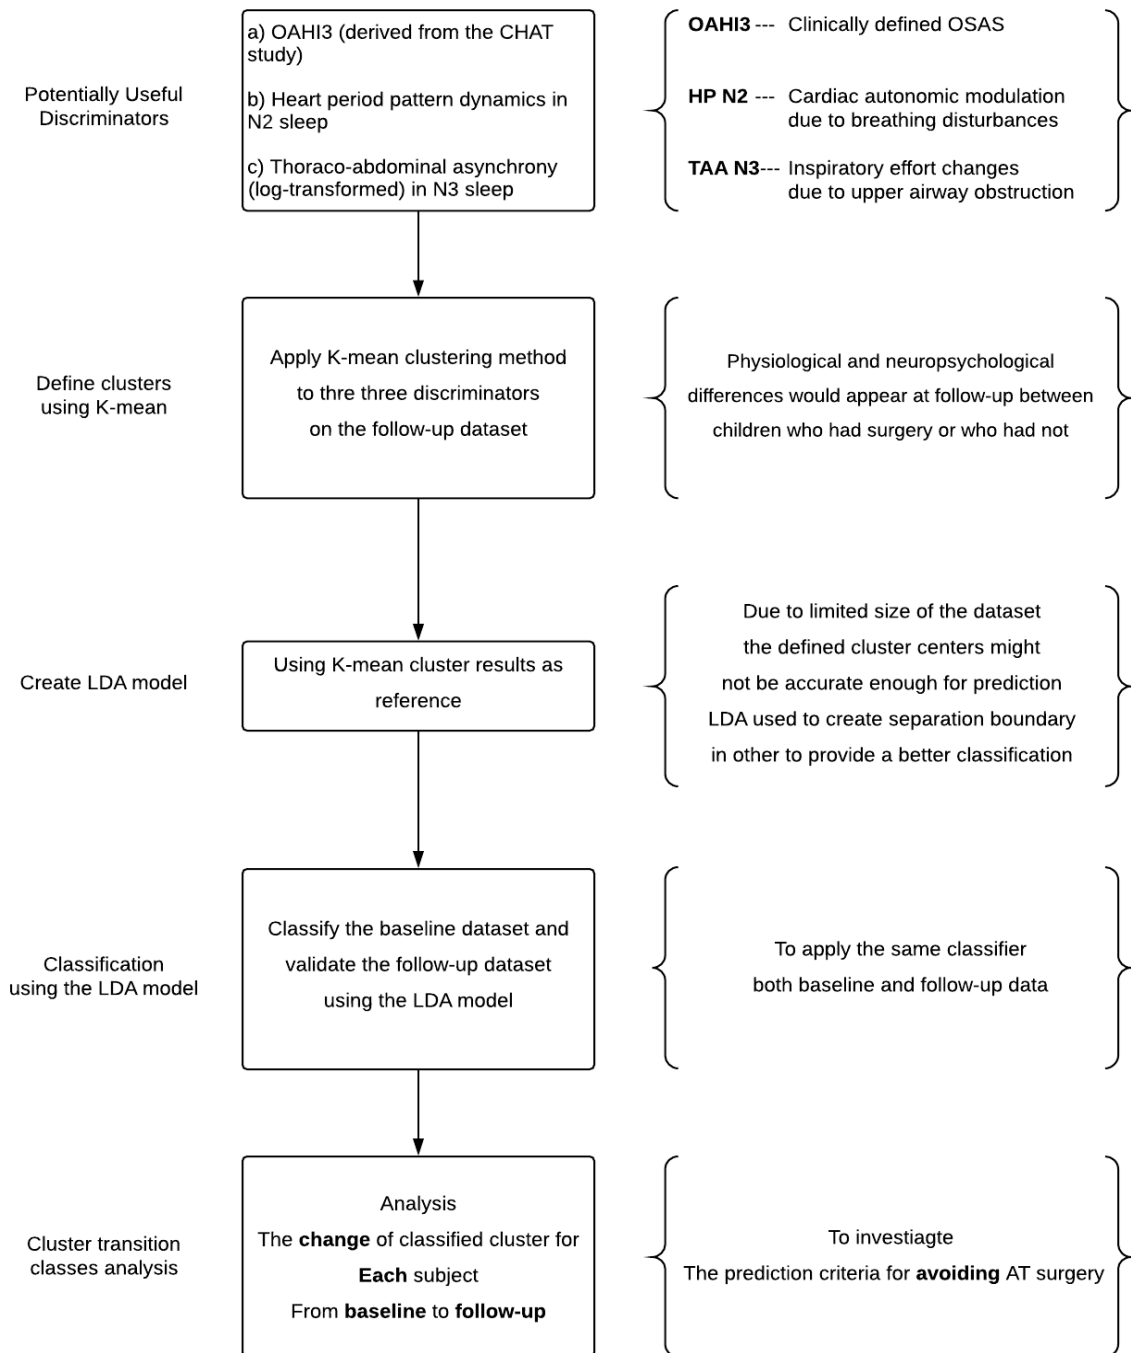 Potentially Useful
Discriminators
a) OAHI3 (derived from the CHAT
study)
b) Heart period pattern dynamics in
N2 sleep
c) Thoraco-abdominal asynchrony
(log-transformed) in N3 sleep
OAHI3 --- Clinically defined OSAS
HP N2 --- Cardiac autonomic modulation
due to breathing disturbances
TAA N3--- Inspiratory effort changes
due to upper airway obstruction
Define clusters
using K-mean
Apply K-mean clustering method
to thre three discriminators
on the follow-up dataset
Physiological and neuropsychological
differences would appear at follow-up between
children who had surgery or who had not
Create LDA model
Using K-mean cluster results as
reference
Due to limited size of the dataset
the defined cluster centers might
not be accurate enough for prediction
LDA used to create separation boundary
in other to provide a better classification
Classification
using the LDA model
Classify the baseline dataset and
validate the follow-up dataset
using the LDA model
To apply the same classifier
both baseline and follow-up data
Cluster transition
classes analysis
Analysis
The change of classified cluster for
Each subject
From baseline to follow-up
To investiagte
The prediction criteria for avoiding AT surgery